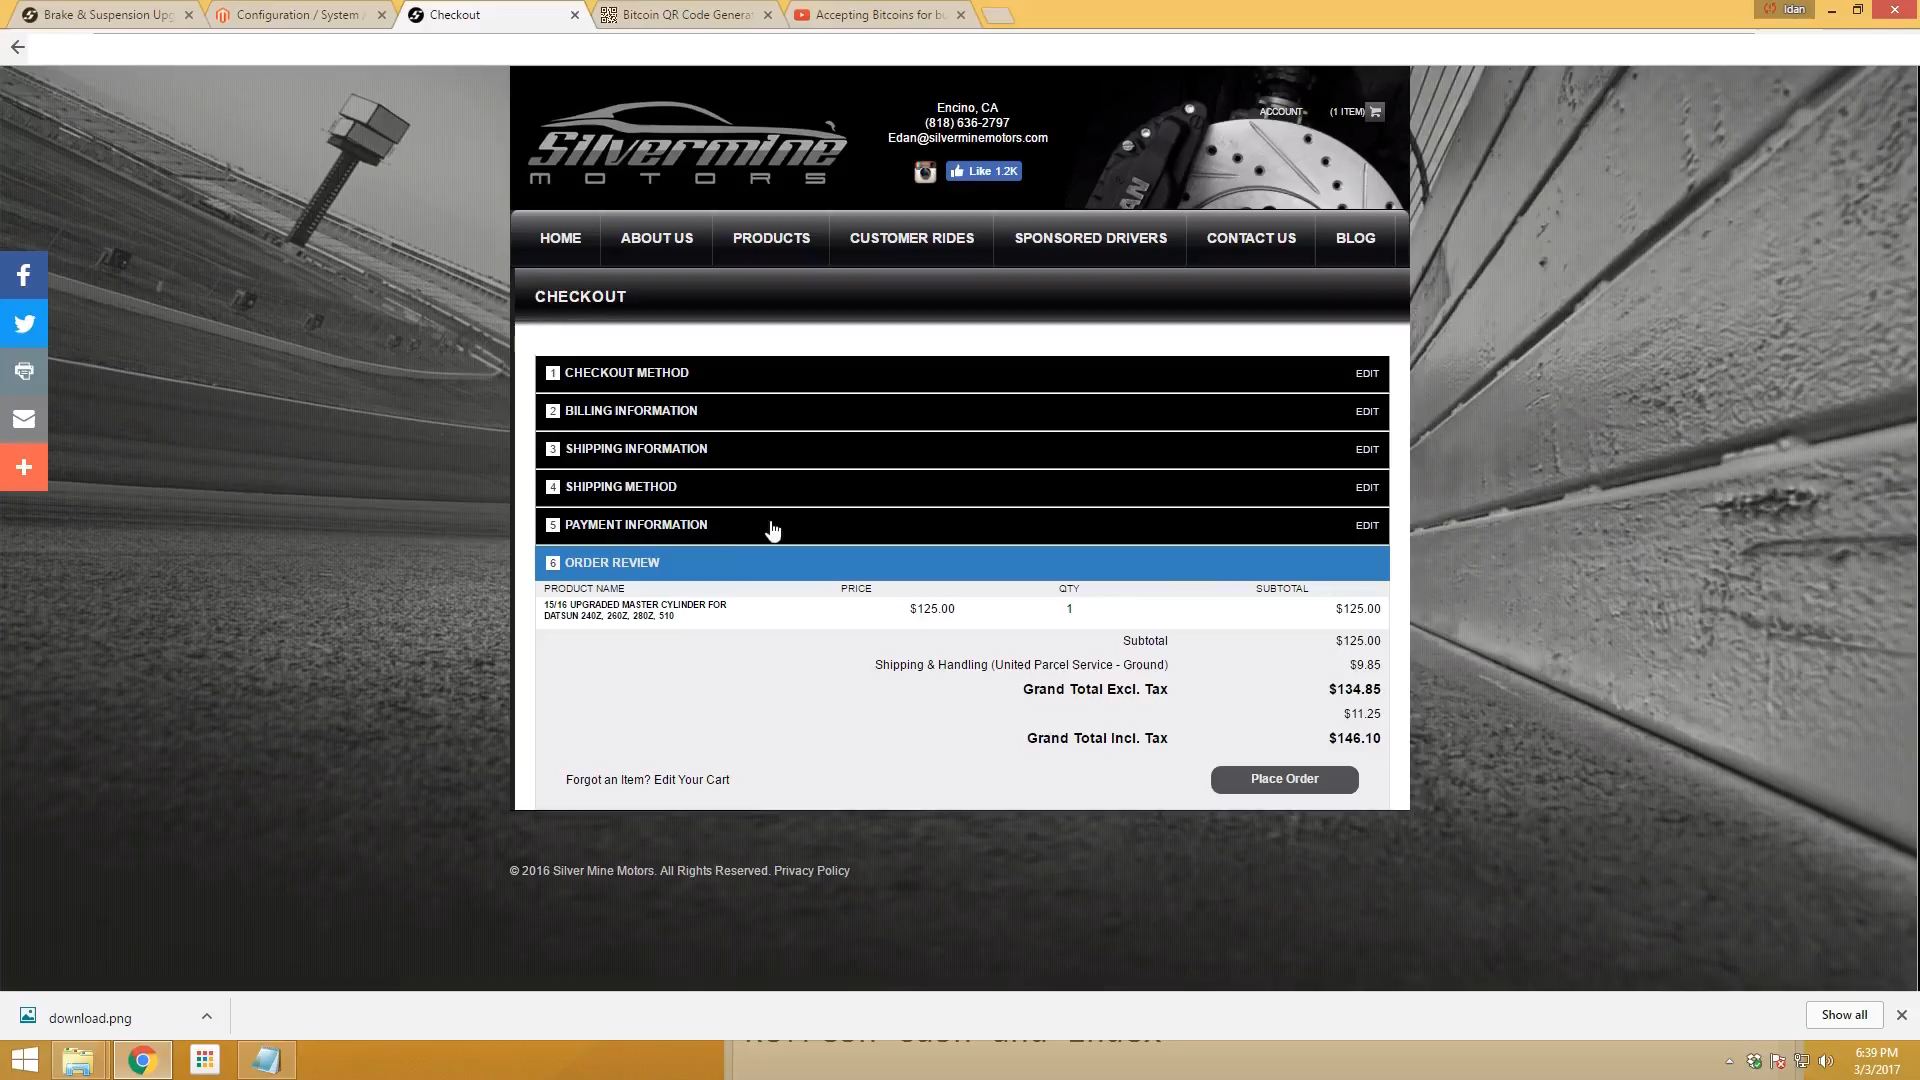 Brake & Suspension Upg
Configuration / System
Checkout
Bitcoin QR Code Genera
Accepting Bitcoins for bu
Idan
Silvermine
MOTORS
Encino, CA
(818) 636-2797
Edan@silverminemotors.com
Like 1.2K
ACCOUNT
(1 ITEM)
HOME
ABOUT US
PRODUCTS
CUSTOMER RIDES
SPONSORED DRIVERS
CONTACT US
BLOG
CHECKOUT
1 CHECKOUT METHOD EDIT
2 BILLING INFORMATION EDIT
3 SHIPPING INFORMATION EDIT
4 SHIPPING METHOD EDIT
5 PAYMENT INFORMATION EDIT
6 ORDER REVIEW
PRODUCT NAME PRICE QTY SUBTOTAL
15/16 UPGRADED MASTER CYLINDER FOR
DATSUN 240Z, 260Z, 280Z, 510
$125.00 1 $125.00
Subtotal $125.00
Shipping & Handling (United Parcel Service - Ground) $9.85
Grand Total Excl. Tax $134.85
$11.25
Grand Total Incl. Tax $146.10
Forgot an Item? Edit Your Cart
Place Order
© 2016 Silver Mine Motors. All Rights Reserved. Privacy Policy
download.png
Show all
6:39 PM
3/3/2017